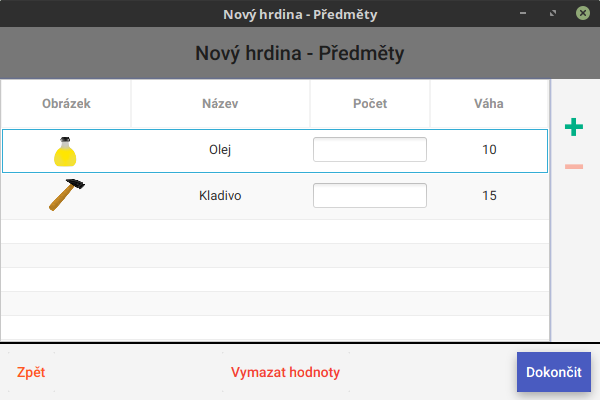 Nový hrdina - Předměty
Nový hrdina - Předměty
Obrázek Název Počet Váha
Olej 10
Kladivo 15
Zpět Vymazat hodnoty Dokončit